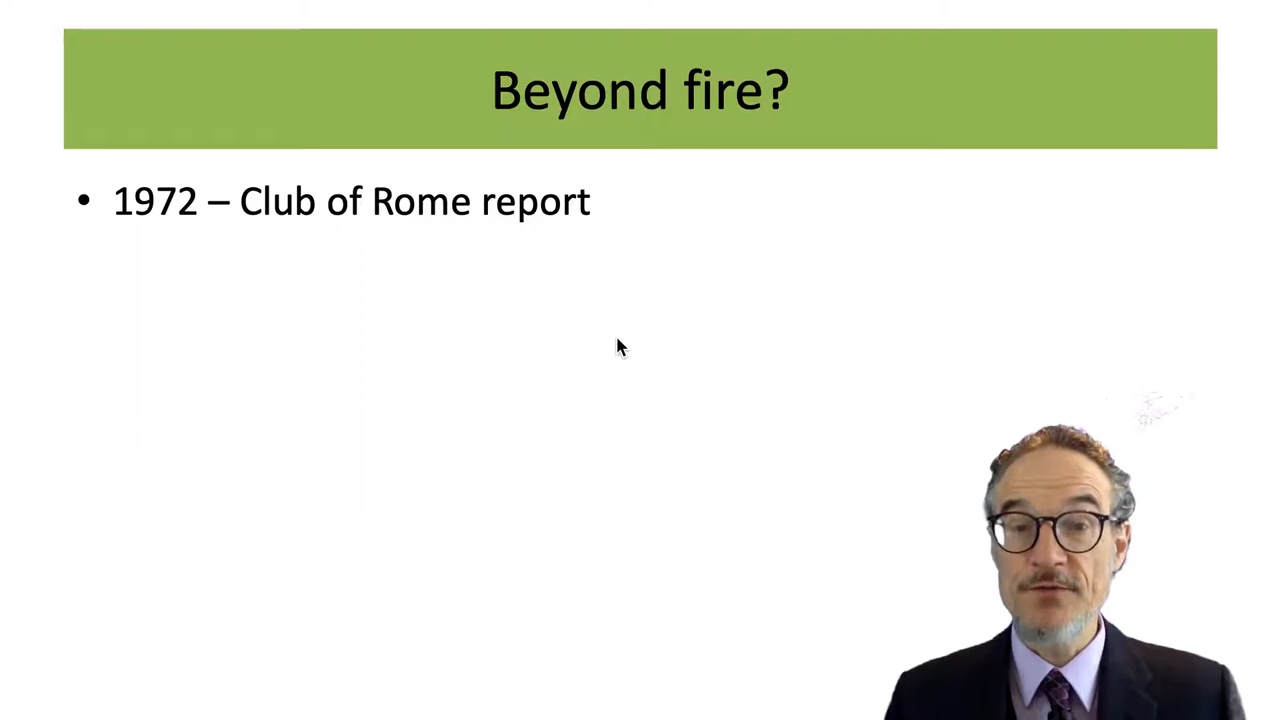 Beyond fire?
• 1972 – Club of Rome report